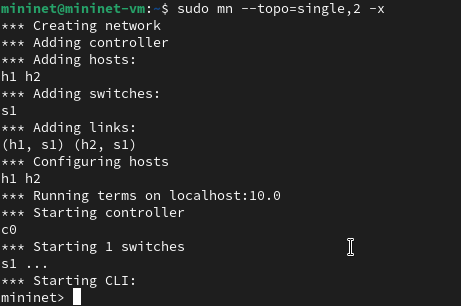 mininet@mininet-vm:~$ sudo mn --topo=single,2 -x
*** Creating network
*** Adding controller
*** Adding hosts:
h1 h2
*** Adding switches:
s1
*** Adding links:
(h1, s1) (h2, s1)
*** Configuring hosts
h1 h2
*** Running terms on localhost:10.0
*** Starting controller
c0
*** Starting 1 switches
s1 ...
*** Starting CLI:
mininet>